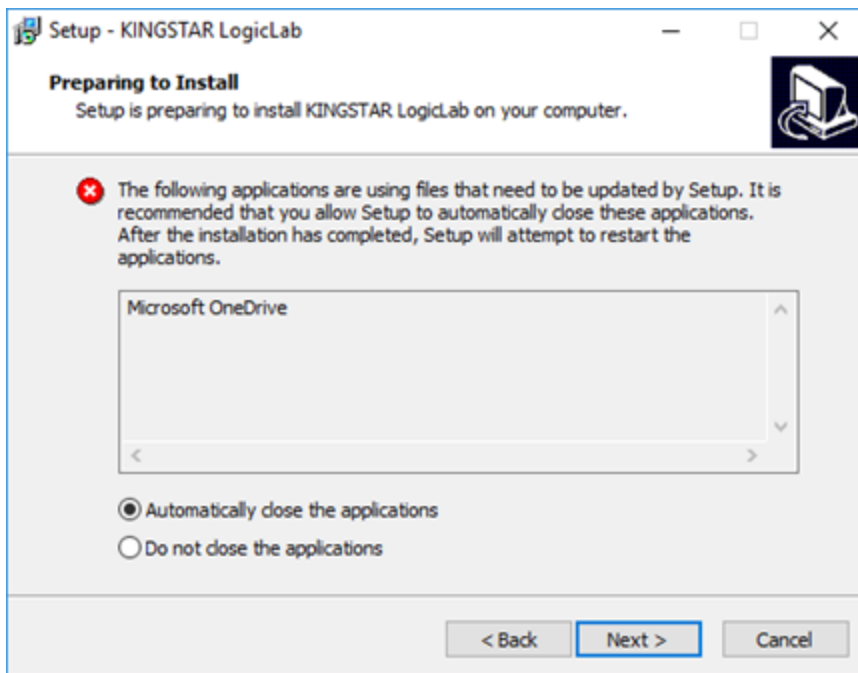 Setup - KINGSTAR LogicLab
Preparing to Install
Setup is preparing to install KINGSTAR LogicLab on your computer.
The following applications are using files that need to be updated by Setup. It is
recommended that you allow Setup to automatically close these applications.
After the installation has completed, Setup will attempt to restart the
applications.
Microsoft OneDrive
Automatically close the applications
Do not close the applications
< Back
Next >
Cancel